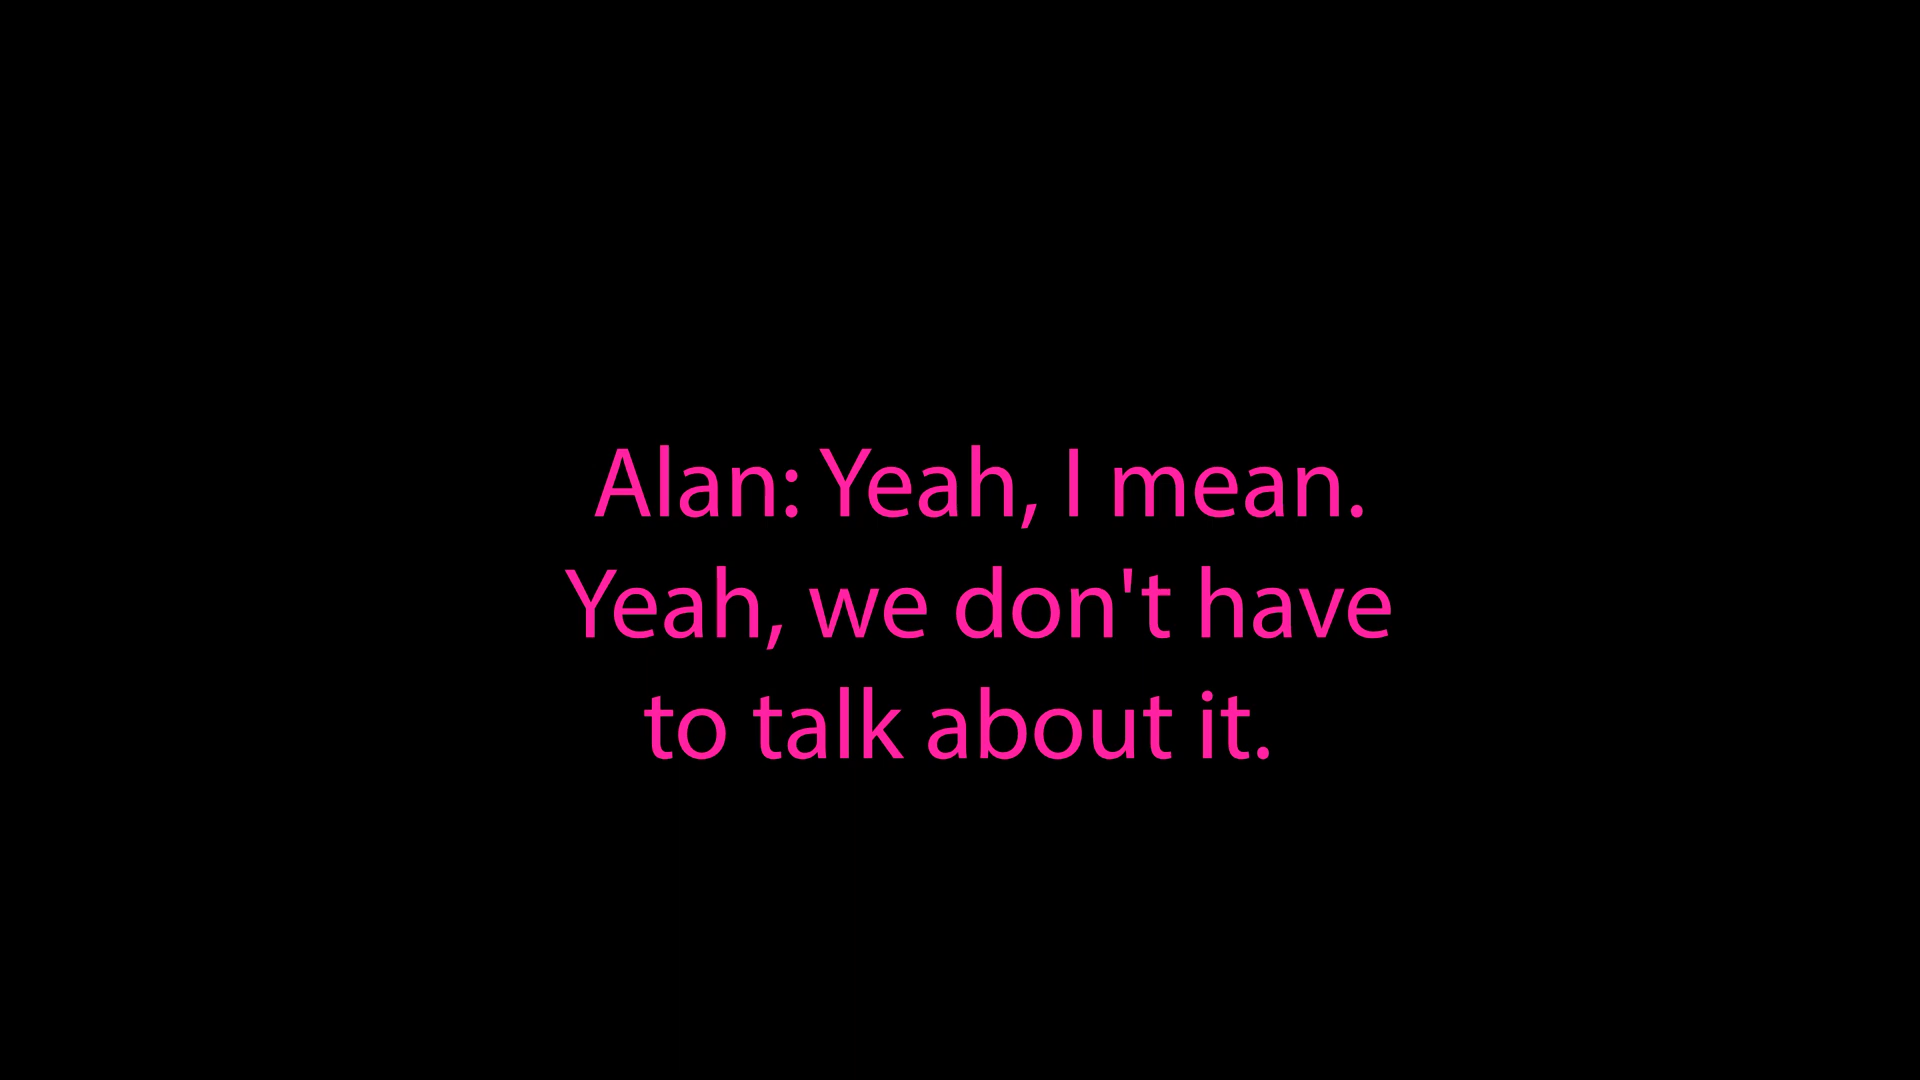 Alan: Yeah, I mean.
Yeah, we don't have
to talk about it.